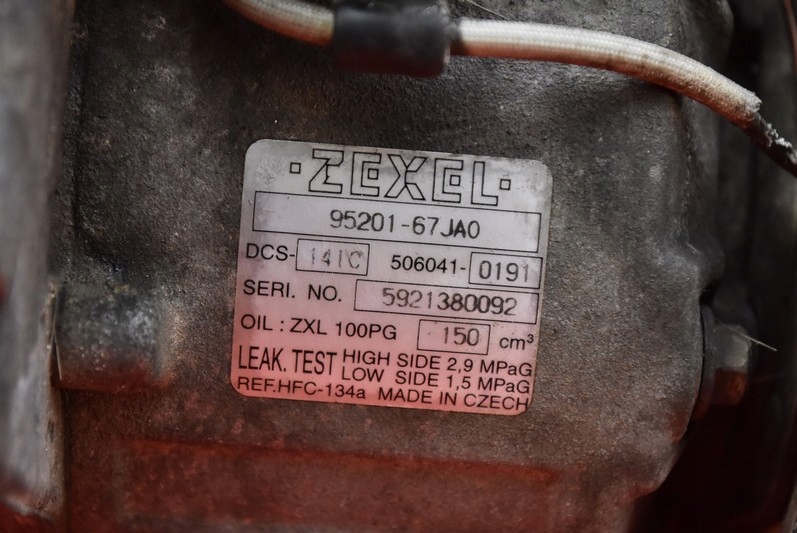 ·ZEXEL·
95201-67JA0
DCS-14IC 506041-0191
SERI. NO. 5921380092
OIL : ZXL 100PG 150 cm³
LEAK. TEST HIGH SIDE 2,9 MPaG
LOW SIDE 1,5 MPaG
REF.HFC-134a MADE IN CZECH